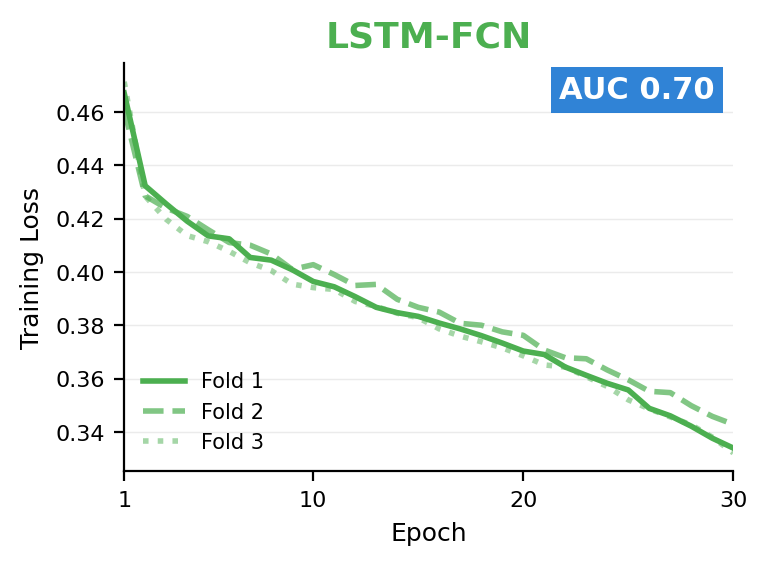 LSTM-FCN
AUC 0.70
Training Loss
0.46
0.44
0.42
0.40
0.38
0.36
0.34
Fold 1
Fold 2
Fold 3
1
10
20
30
Epoch